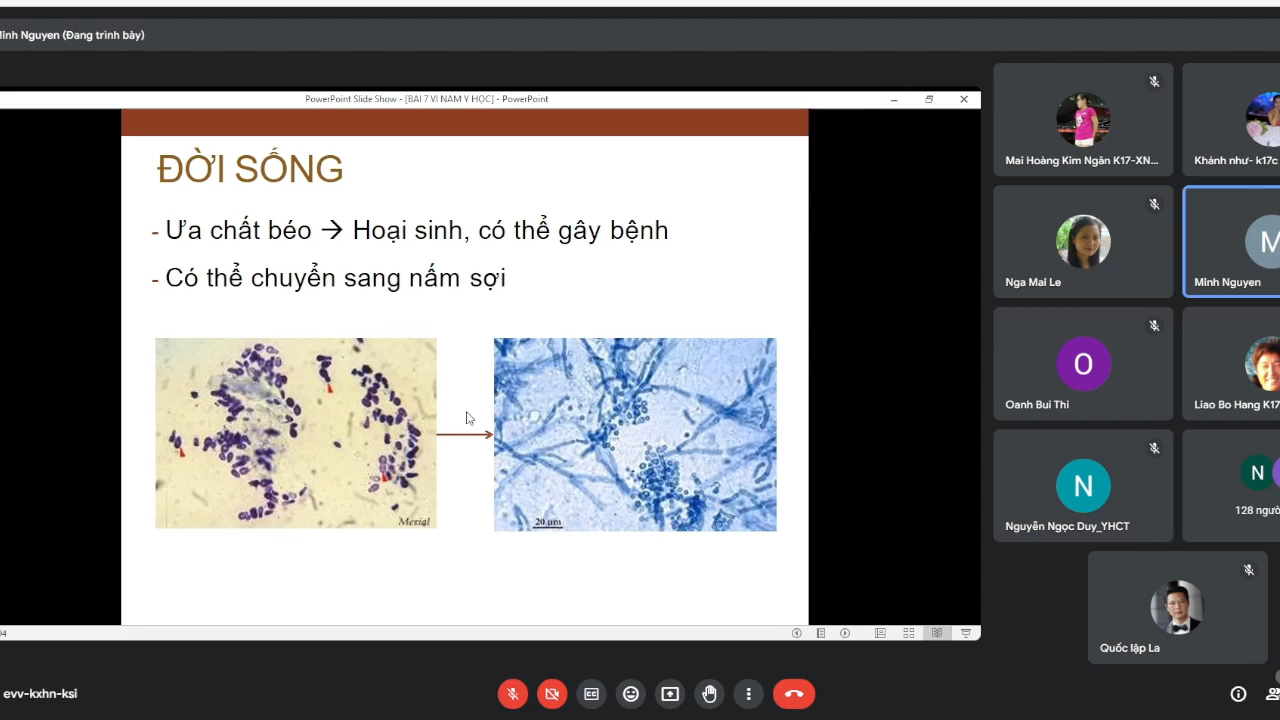 Minh Nguyen (Đang trình bày)
PowerPoint Slide Show - [BAI 7 VI NAM Y HỌC] - PowerPoint
ĐỜI SỐNG
- Ưa chất béo → Hoại sinh, có thể gây bệnh
- Có thể chuyển sang nấm sợi
Merial
20 µm
Mai Hoàng Kim Ngân K17-XN...
Khánh như- k17c
Nga Mai Le
M
Minh Nguyen
O
Oanh Bui Thi
Liao Bo Hang K17
N
Nguyễn Ngọc Duy_YHCT
N
128 ngườ
Quốc lập La
evv-kxhn-ksi